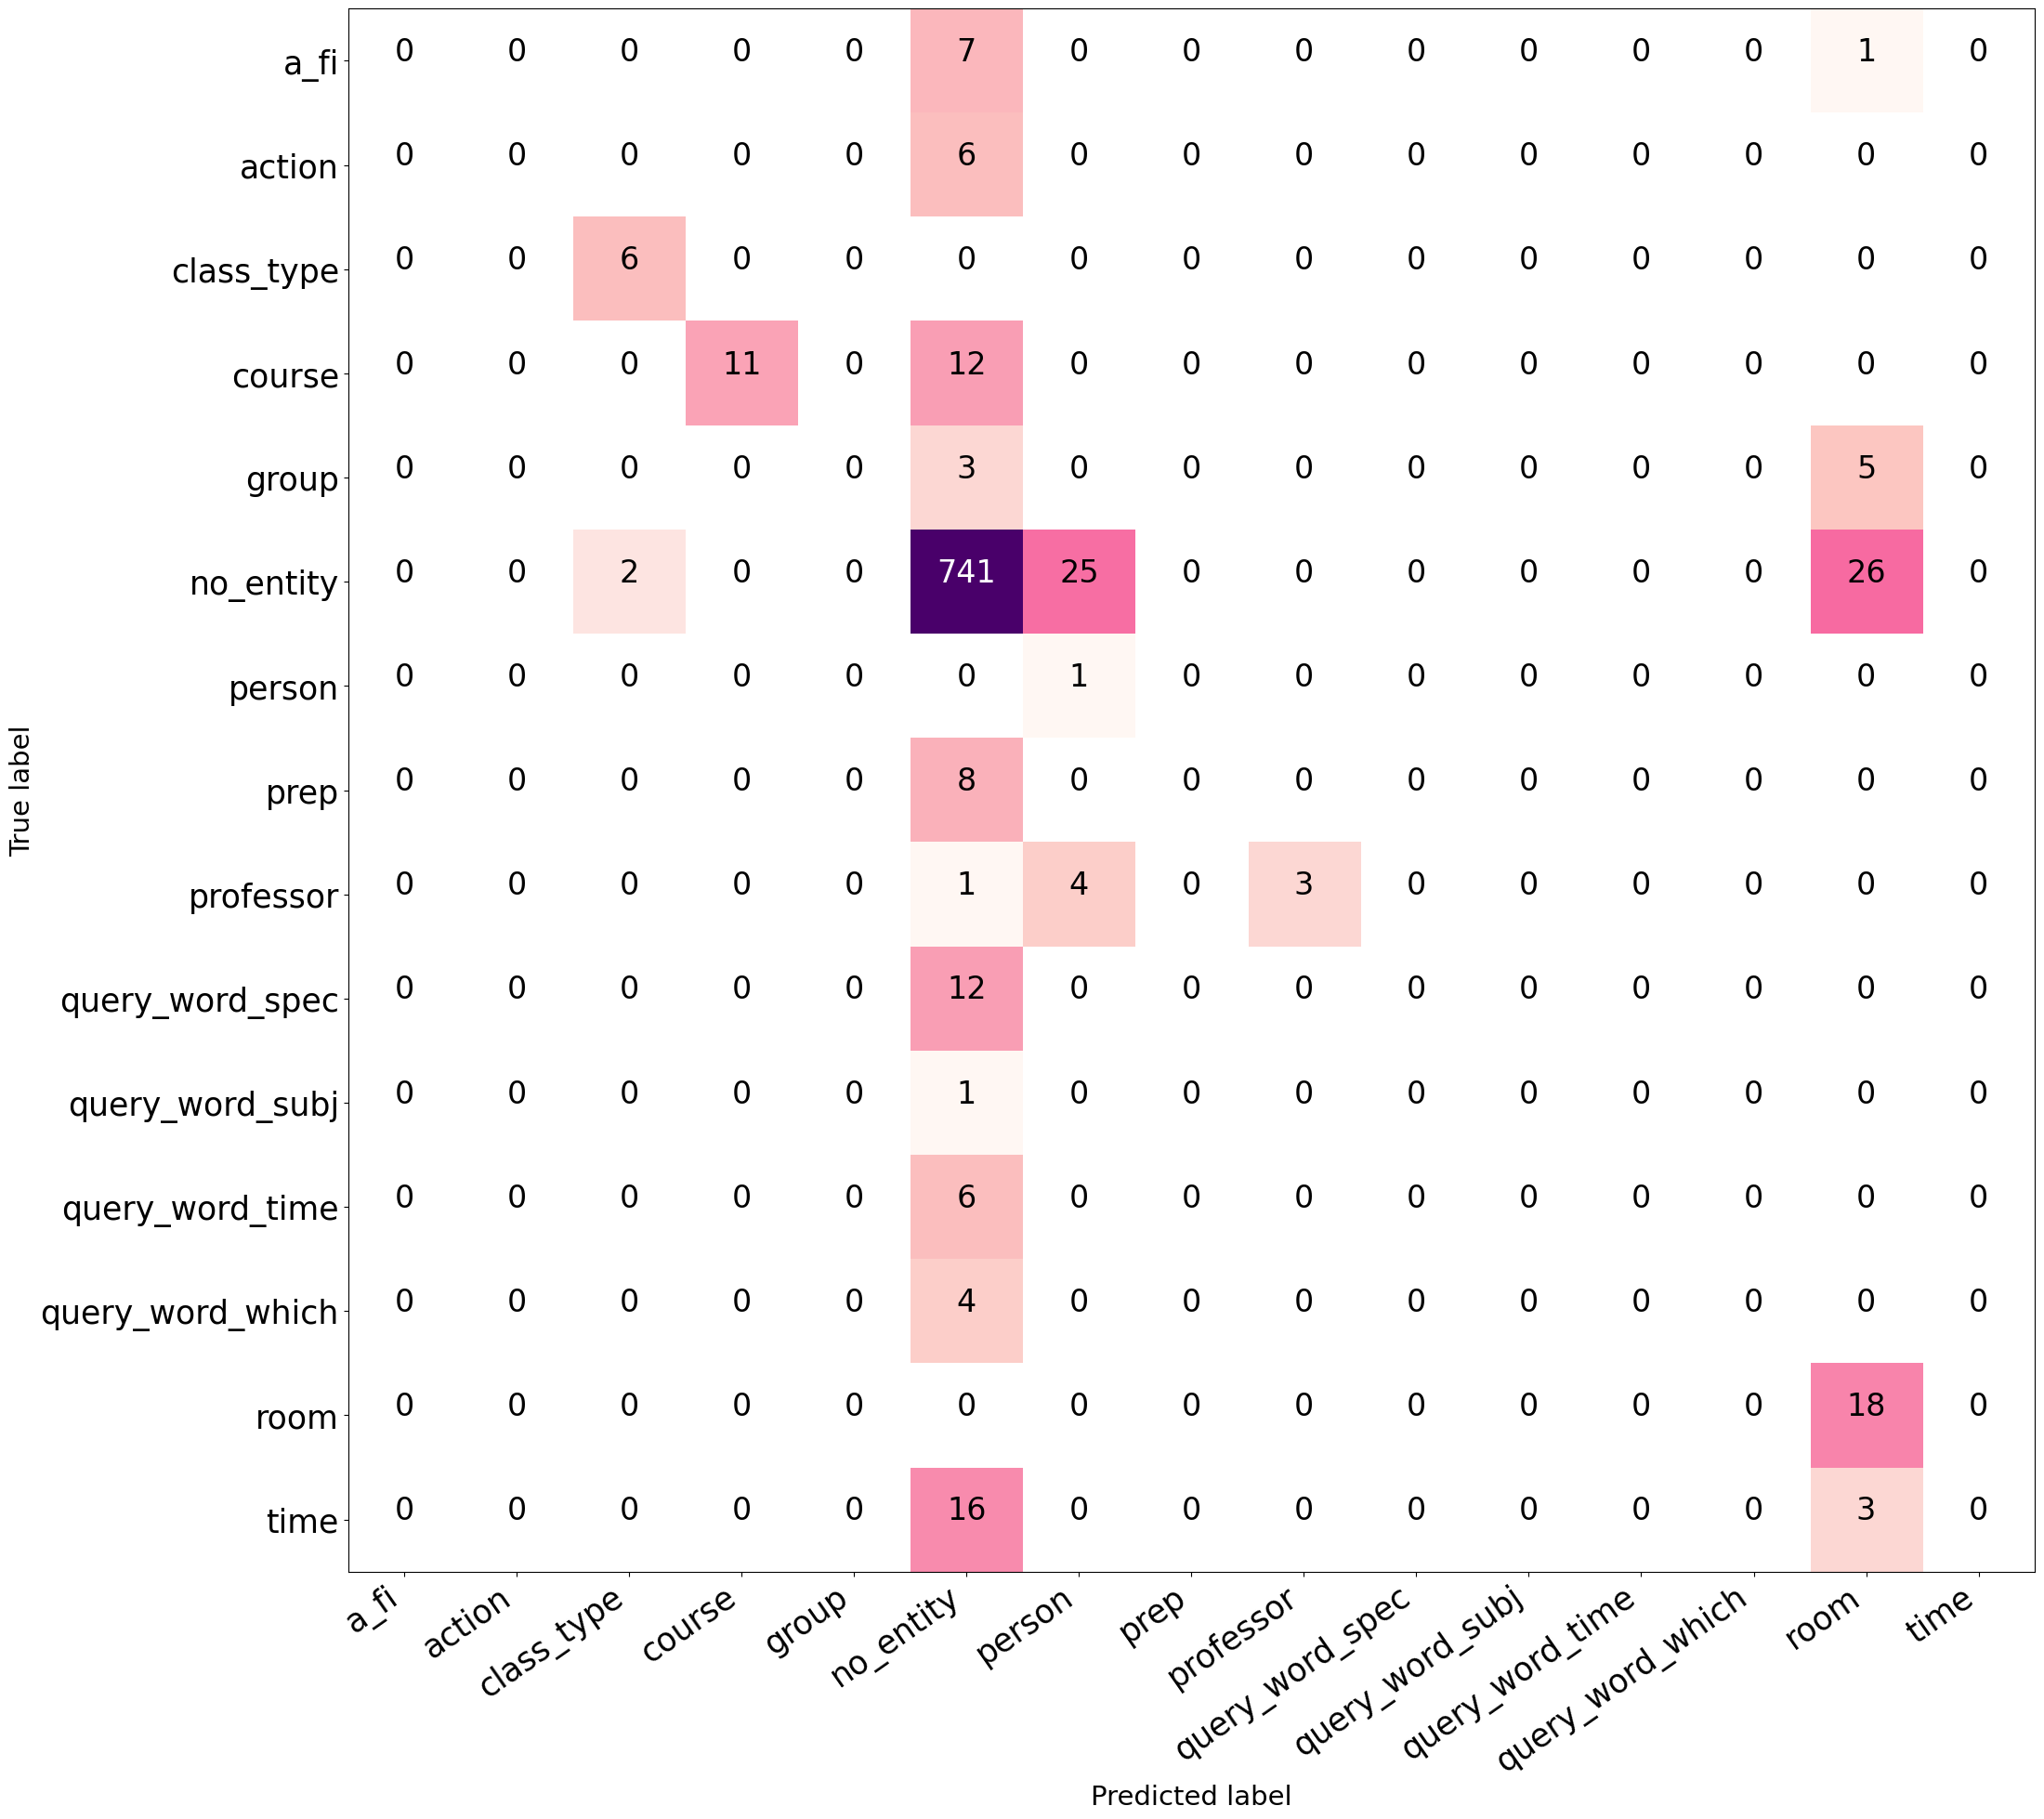 a_fi 0 0 0 0 0 7 0 0 0 0 0 0 0 1 0
action 0 0 0 0 0 6 0 0 0 0 0 0 0 0 0
class_type 0 0 6 0 0 0 0 0 0 0 0 0 0 0 0
course 0 0 0 11 0 12 0 0 0 0 0 0 0 0 0
group 0 0 0 0 0 3 0 0 0 0 0 0 0 5 0
no_entity 0 0 2 0 0 741 25 0 0 0 0 0 0 26 0
person 0 0 0 0 0 0 1 0 0 0 0 0 0 0 0
prep 0 0 0 0 0 8 0 0 0 0 0 0 0 0 0
professor 0 0 0 0 0 1 4 0 3 0 0 0 0 0 0
query_word_spec 0 0 0 0 0 12 0 0 0 0 0 0 0 0 0
query_word_subj 0 0 0 0 0 1 0 0 0 0 0 0 0 0 0
query_word_time 0 0 0 0 0 6 0 0 0 0 0 0 0 0 0
query_word_which 0 0 0 0 0 4 0 0 0 0 0 0 0 0 0
room 0 0 0 0 0 0 0 0 0 0 0 0 0 18 0
time 0 0 0 0 0 16 0 0 0 0 0 0 0 3 0
True label
a_fi action class_type course group no_entity person prep professor query_word_spec query_word_subj query_word_time query_word_which room time
Predicted label